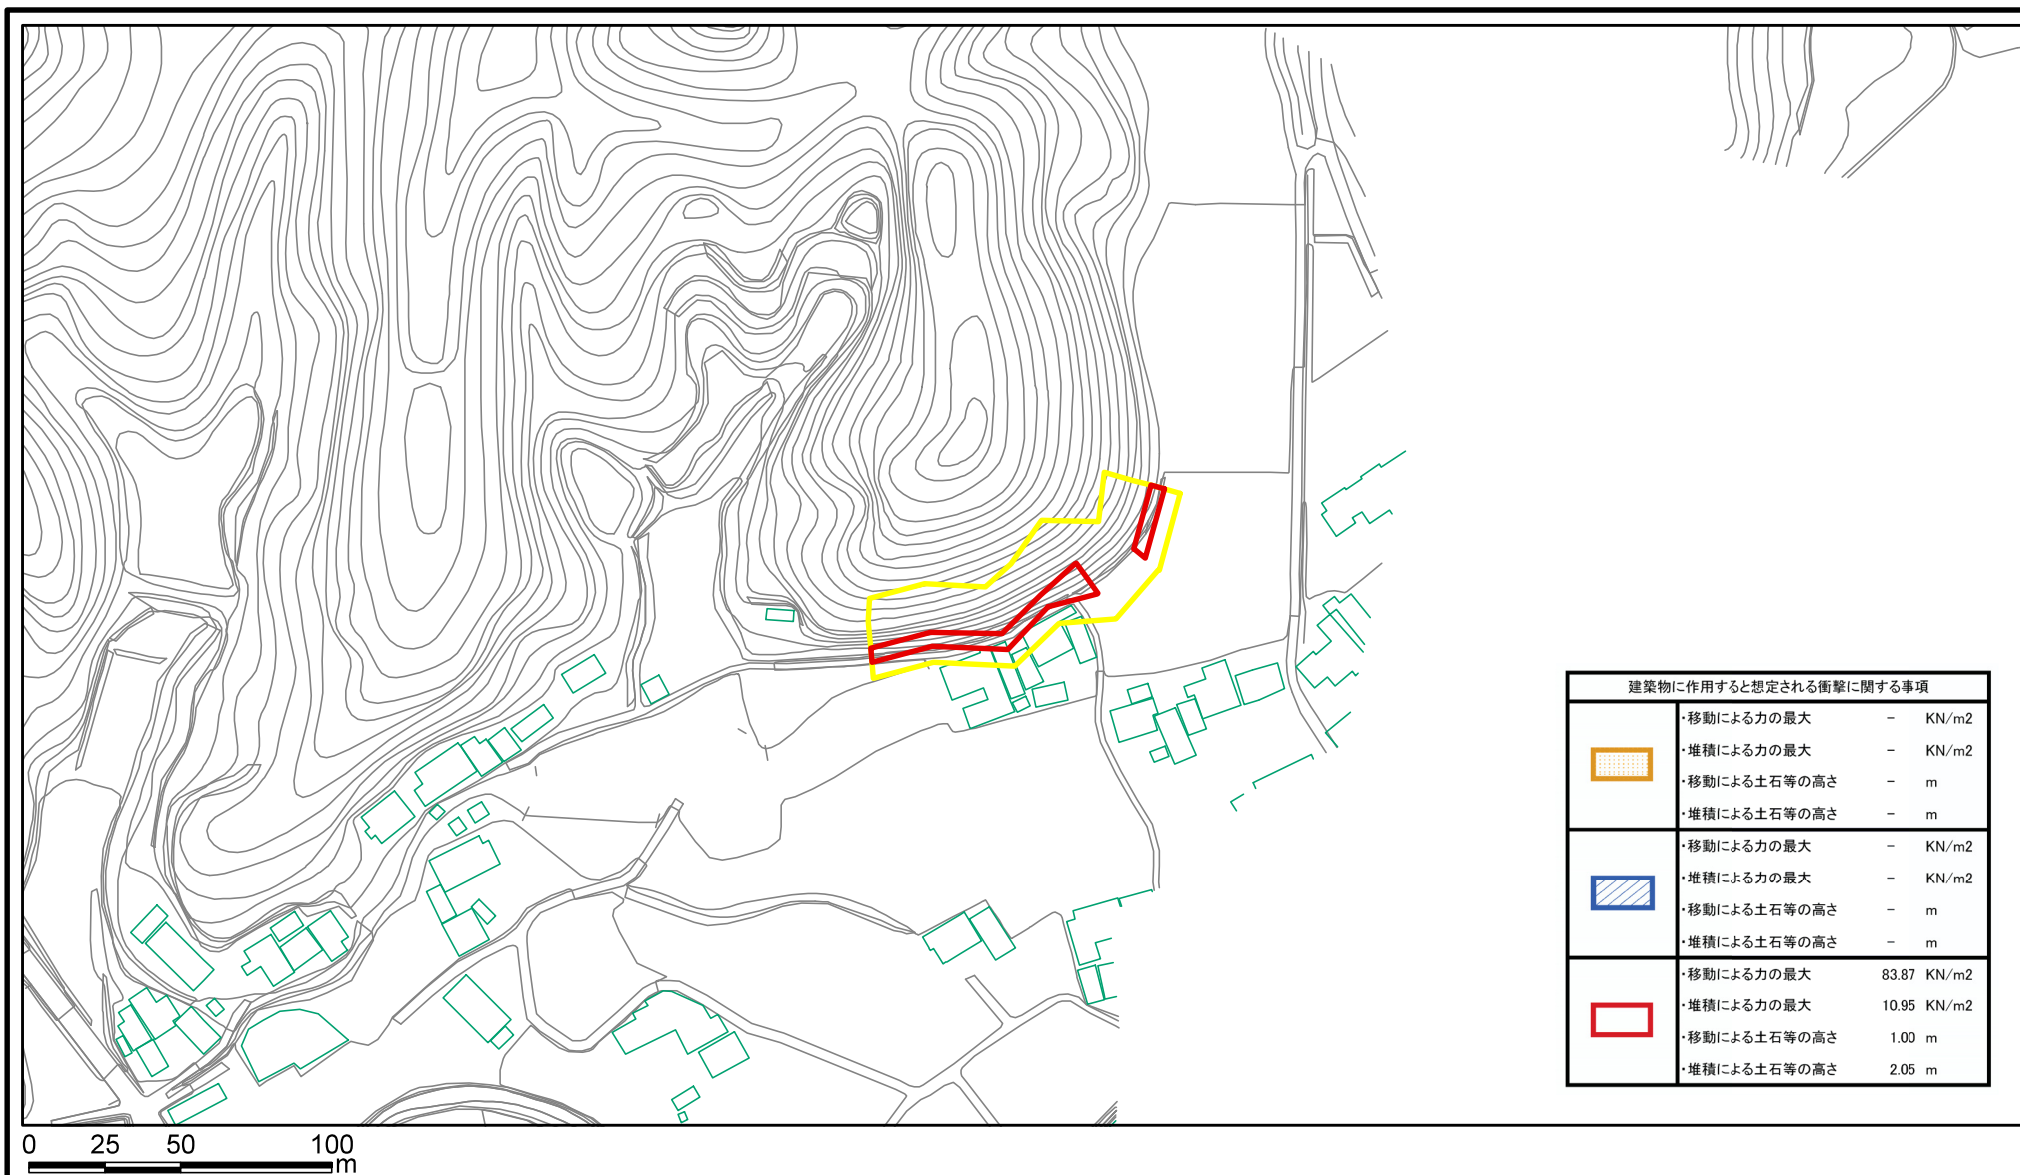 建築物に作用すると想定される衝撃に関する事項
・移動による力の最大 － KN/m2
・堆積による力の最大 － KN/m2
・移動による土石等の高さ － m
・堆積による土石等の高さ － m
・移動による力の最大 － KN/m2
・堆積による力の最大 － KN/m2
・移動による土石等の高さ － m
・堆積による土石等の高さ － m
・移動による力の最大 83.87 KN/m2
・堆積による力の最大 10.95 KN/m2
・移動による土石等の高さ 1.00 m
・堆積による土石等の高さ 2.05 m
0 25 50 100
m